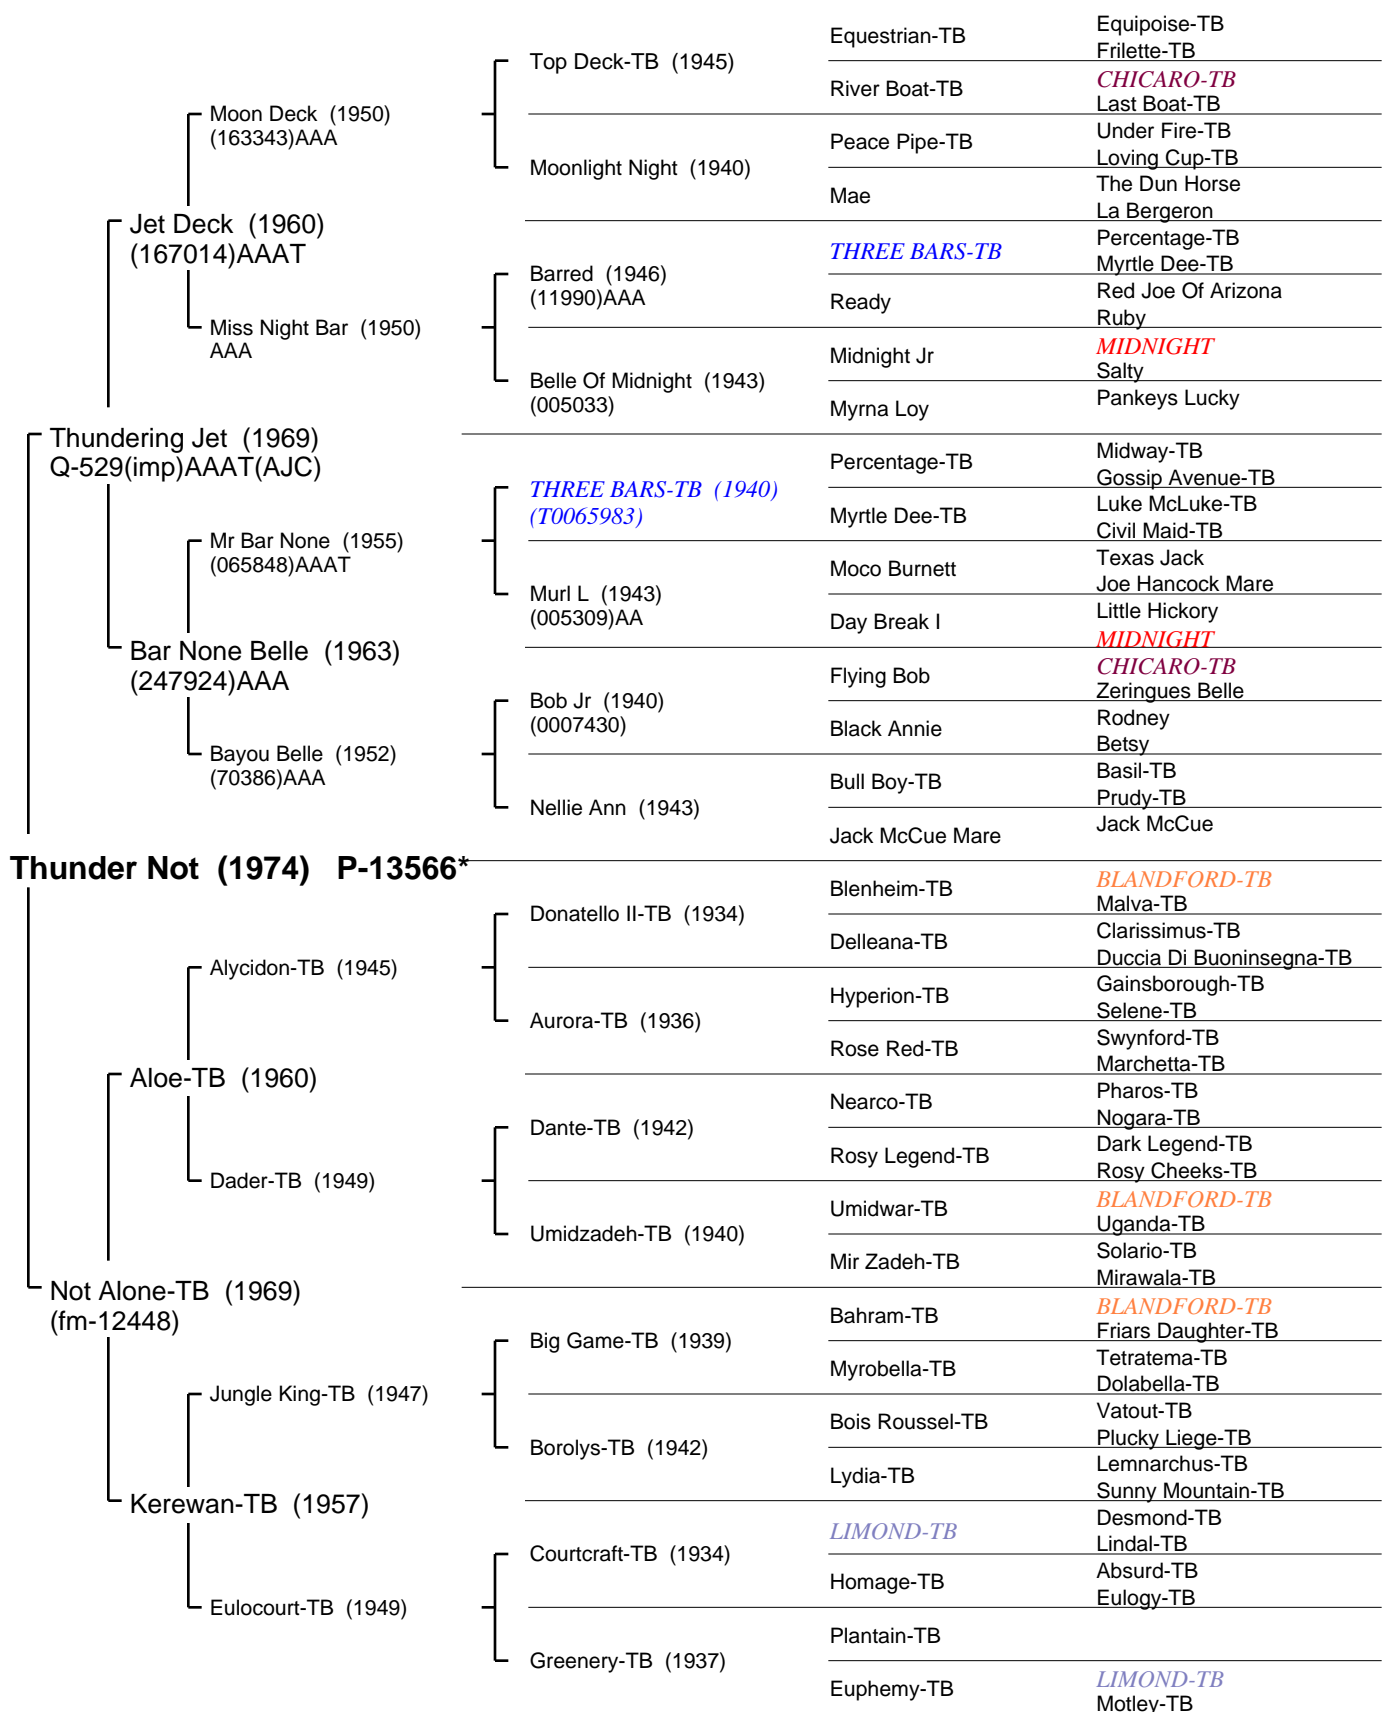 Equestrian-TB
Equipoise-TB
Frilette-TB
Top Deck-TB (1945)
River Boat-TB
CHICARO-TB
Last Boat-TB
Moon Deck (1950)
(163343)AAA
Peace Pipe-TB
Under Fire-TB
Loving Cup-TB
Moonlight Night (1940)
Mae
The Dun Horse
La Bergeron
Jet Deck (1960)
(167014)AAAT
THREE BARS-TB
Percentage-TB
Myrtle Dee-TB
Barred (1946)
(11990)AAA
Ready
Red Joe Of Arizona
Ruby
Miss Night Bar (1950)
AAA
Midnight Jr
MIDNIGHT
Salty
Belle Of Midnight (1943)
(005033)
Myrna Loy
Pankeys Lucky
Thundering Jet (1969)
Q-529(imp)AAAT(AJC)
Percentage-TB
Midway-TB
Gossip Avenue-TB
THREE BARS-TB (1940)
(T0065983)
Myrtle Dee-TB
Luke McLuke-TB
Civil Maid-TB
Mr Bar None (1955)
(065848)AAAT
Moco Burnett
Texas Jack
Joe Hancock Mare
Murl L (1943)
(005309)AA
Day Break I
Little Hickory
MIDNIGHT
Bar None Belle (1963)
(247924)AAA
Flying Bob
CHICARO-TB
Zeringues Belle
Bob Jr (1940)
(0007430)
Black Annie
Rodney
Betsy
Bayou Belle (1952)
(70386)AAA
Bull Boy-TB
Basil-TB
Prudy-TB
Nellie Ann (1943)
Jack McCue Mare
Jack McCue
Thunder Not (1974) P-13566*
Blenheim-TB
BLANDFORD-TB
Malva-TB
Donatello II-TB (1934)
Delleana-TB
Clarissimus-TB
Duccia Di Buoninsegna-TB
Alycidon-TB (1945)
Hyperion-TB
Gainsborough-TB
Selene-TB
Aurora-TB (1936)
Rose Red-TB
Swynford-TB
Marchetta-TB
Aloe-TB (1960)
Nearco-TB
Pharos-TB
Nogara-TB
Dante-TB (1942)
Rosy Legend-TB
Dark Legend-TB
Rosy Cheeks-TB
Dader-TB (1949)
Umidwar-TB
BLANDFORD-TB
Uganda-TB
Umidzadeh-TB (1940)
Mir Zadeh-TB
Solario-TB
Mirawala-TB
Not Alone-TB (1969)
(fm-12448)
Bahram-TB
BLANDFORD-TB
Friars Daughter-TB
Big Game-TB (1939)
Myrobella-TB
Tetratema-TB
Dolabella-TB
Jungle King-TB (1947)
Bois Roussel-TB
Vatout-TB
Plucky Liege-TB
Borolys-TB (1942)
Lydia-TB
Lemnarchus-TB
Sunny Mountain-TB
Kerewan-TB (1957)
LIMOND-TB
Desmond-TB
Lindal-TB
Courtcraft-TB (1934)
Homage-TB
Absurd-TB
Eulogy-TB
Eulocourt-TB (1949)
Plantain-TB
Greenery-TB (1937)
Euphemy-TB
LIMOND-TB
Motley-TB